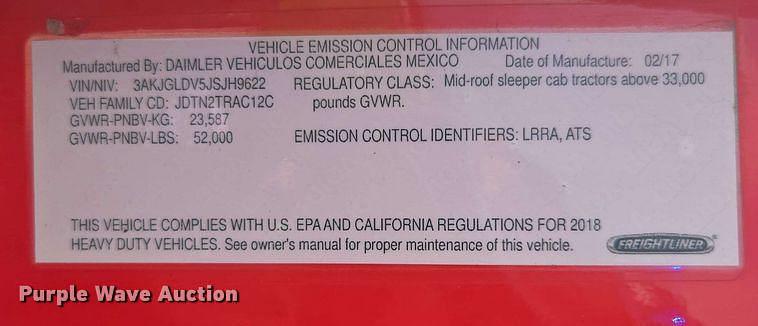 VEHICLE EMISSION CONTROL INFORMATION
Manufactured By: DAIMLER VEHICULOS COMERCIALES MEXICO Date of Manufacture: 02/17
VIN/NIV: 3AKJGLDV5JSJH9622 REGULATORY CLASS: Mid-roof sleeper cab tractors above 33,000
VEH FAMILY CD: JDTN2TRAC12C pounds GVWR.
GVWR-PNBV-KG: 23,587
GVWR-PNBV-LBS: 52,000 EMISSION CONTROL IDENTIFIERS: LRRA, ATS
THIS VEHICLE COMPLIES WITH U.S. EPA AND CALIFORNIA REGULATIONS FOR 2018
HEAVY DUTY VEHICLES. See owner's manual for proper maintenance of this vehicle. FREIGHTLINER
Purple Wave Auction